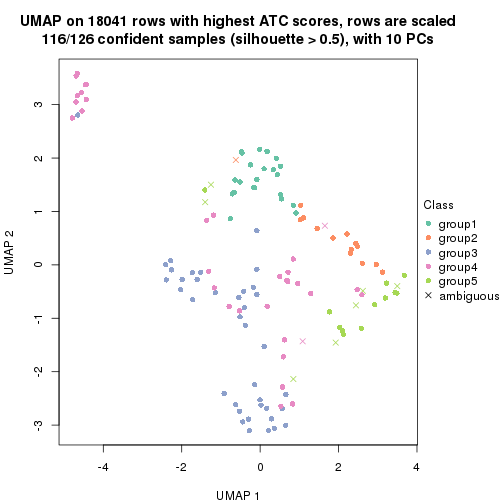 UMAP on 18041 rows with highest ATC scores, rows are scaled
116/126 confident samples (silhouette > 0.5), with 10 PCs
3
2
1
0
-1
-2
-3
UMAP 2
-4
-2
0
2
4
UMAP 1
Class
group1
group2
group3
group4
group5
ambiguous